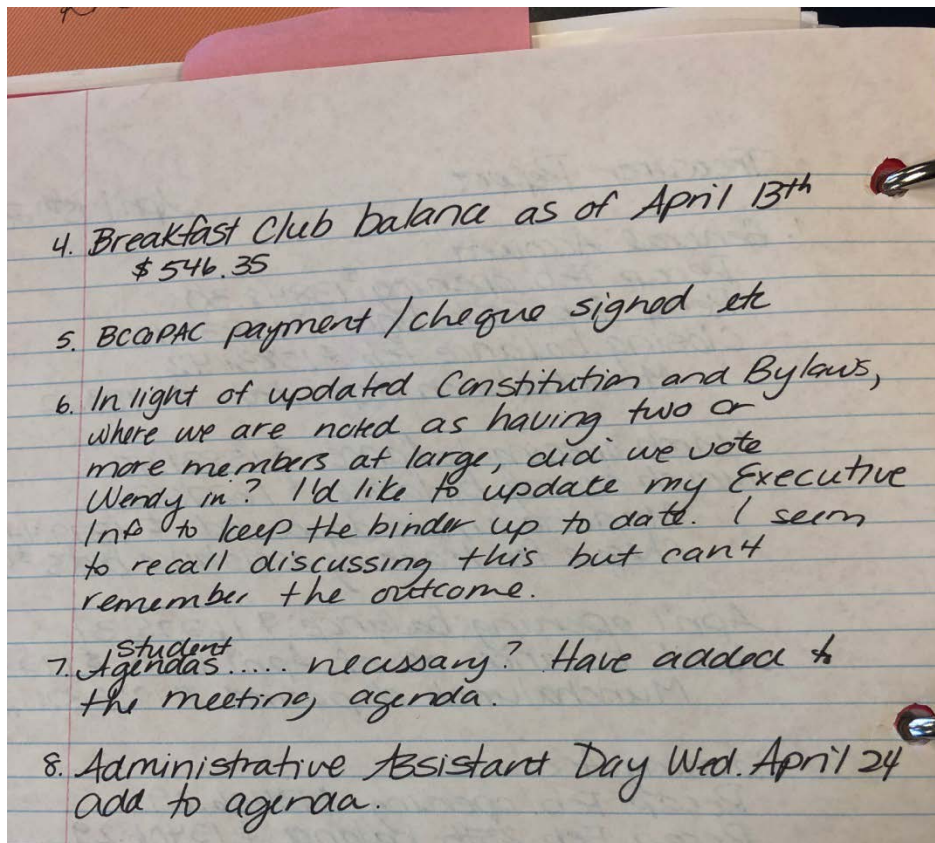 4. Breakfast Club balance as of April 13th
$546.35
5. BCCOPAC payment / cheque signed etc
6. In light of updated Constitution and Bylaws,
where we are noted as having two or
more members at large, did we vote
Wendy in? I'd like to update my Executive
Info to keep the binder up to date. I seem
to recall discussing this but can't
remember the outcome.
Student
7. Agendas.... necessary? Have added to
the meeting agenda.
8. Administrative Assistant Day Wed. April 24
add to agenda.